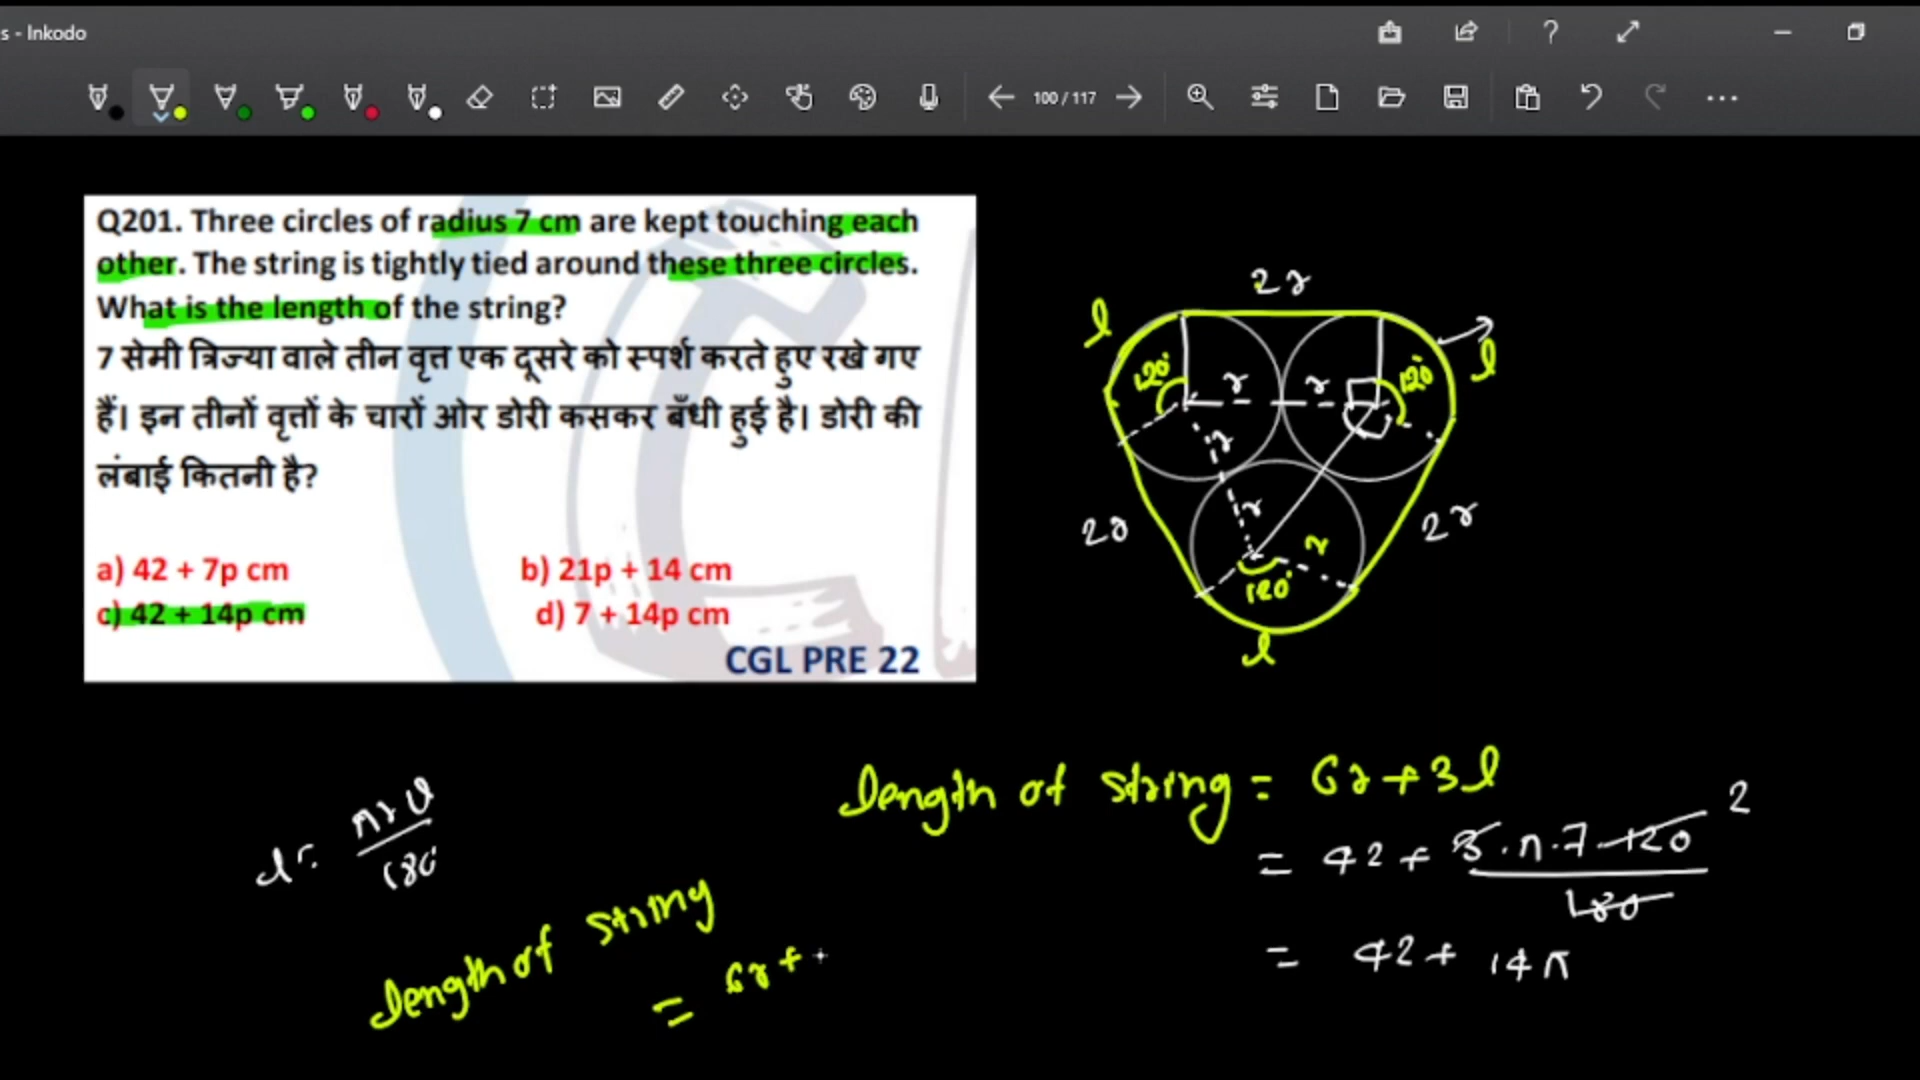 s - Inkodo
100 / 117
Q201. Three circles of radius 7 cm are kept touching each
other. The string is tightly tied around these three circles.
What is the length of the string?
7 सेमी त्रिज्या वाले तीन वृत्त एक दूसरे को स्पर्श करते हुए रखे गए
हैं। इन तीनों वृत्तों के चारों ओर डोरी कसकर बँधी हुई है। डोरी की
लंबाई कितनी है?
a) 42 + 7p cm
b) 21p + 14 cm
c) 42 + 14p cm
d) 7 + 14p cm
CGL PRE 22
2r
l
l
120°
r
r
120°
r
2r
r
2r
r
120°
l
length of string = 6r + 3l
= 42 + 3.π.7.120 2
180
= 42 + 14π
l = πrθ
180
length of string
= 6r +